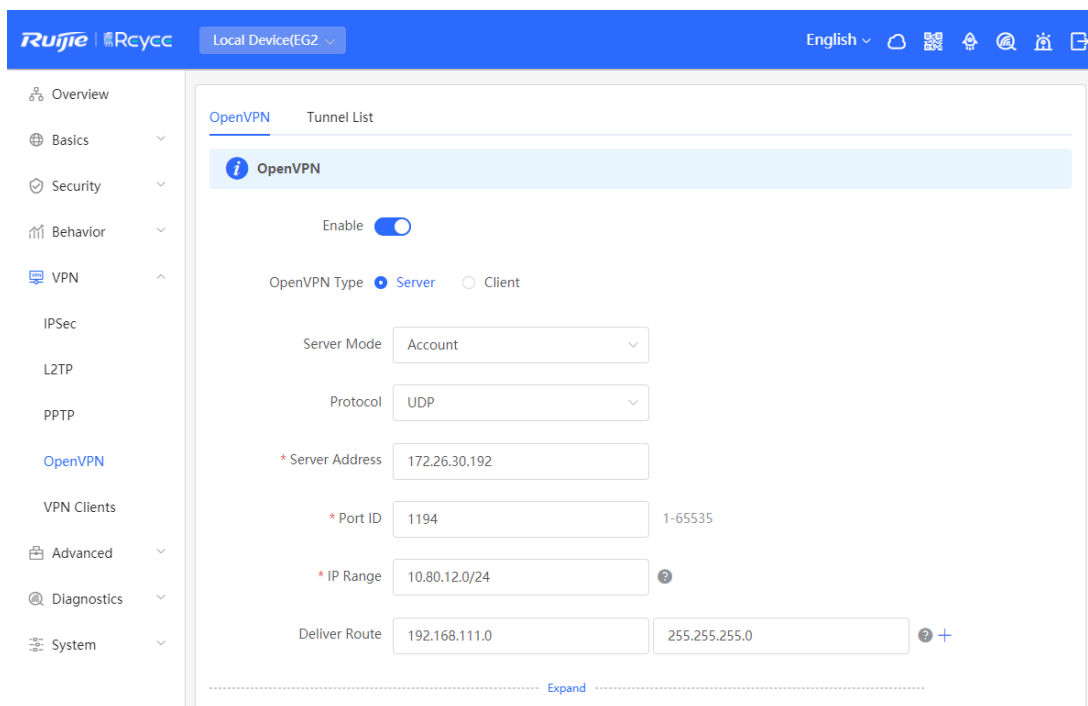 Ruijie | Rcycc
Local Device(EG2
English
Overview
Basics
Security
Behavior
VPN
IPSec
L2TP
PPTP
OpenVPN
VPN Clients
Advanced
Diagnostics
System
OpenVPN Tunnel List
OpenVPN
Enable
OpenVPN Type Server Client
Server Mode Account
Protocol UDP
* Server Address 172.26.30.192
* Port ID 1194 1-65535
* IP Range 10.80.12.0/24
Deliver Route 192.168.111.0 255.255.255.0
Expand